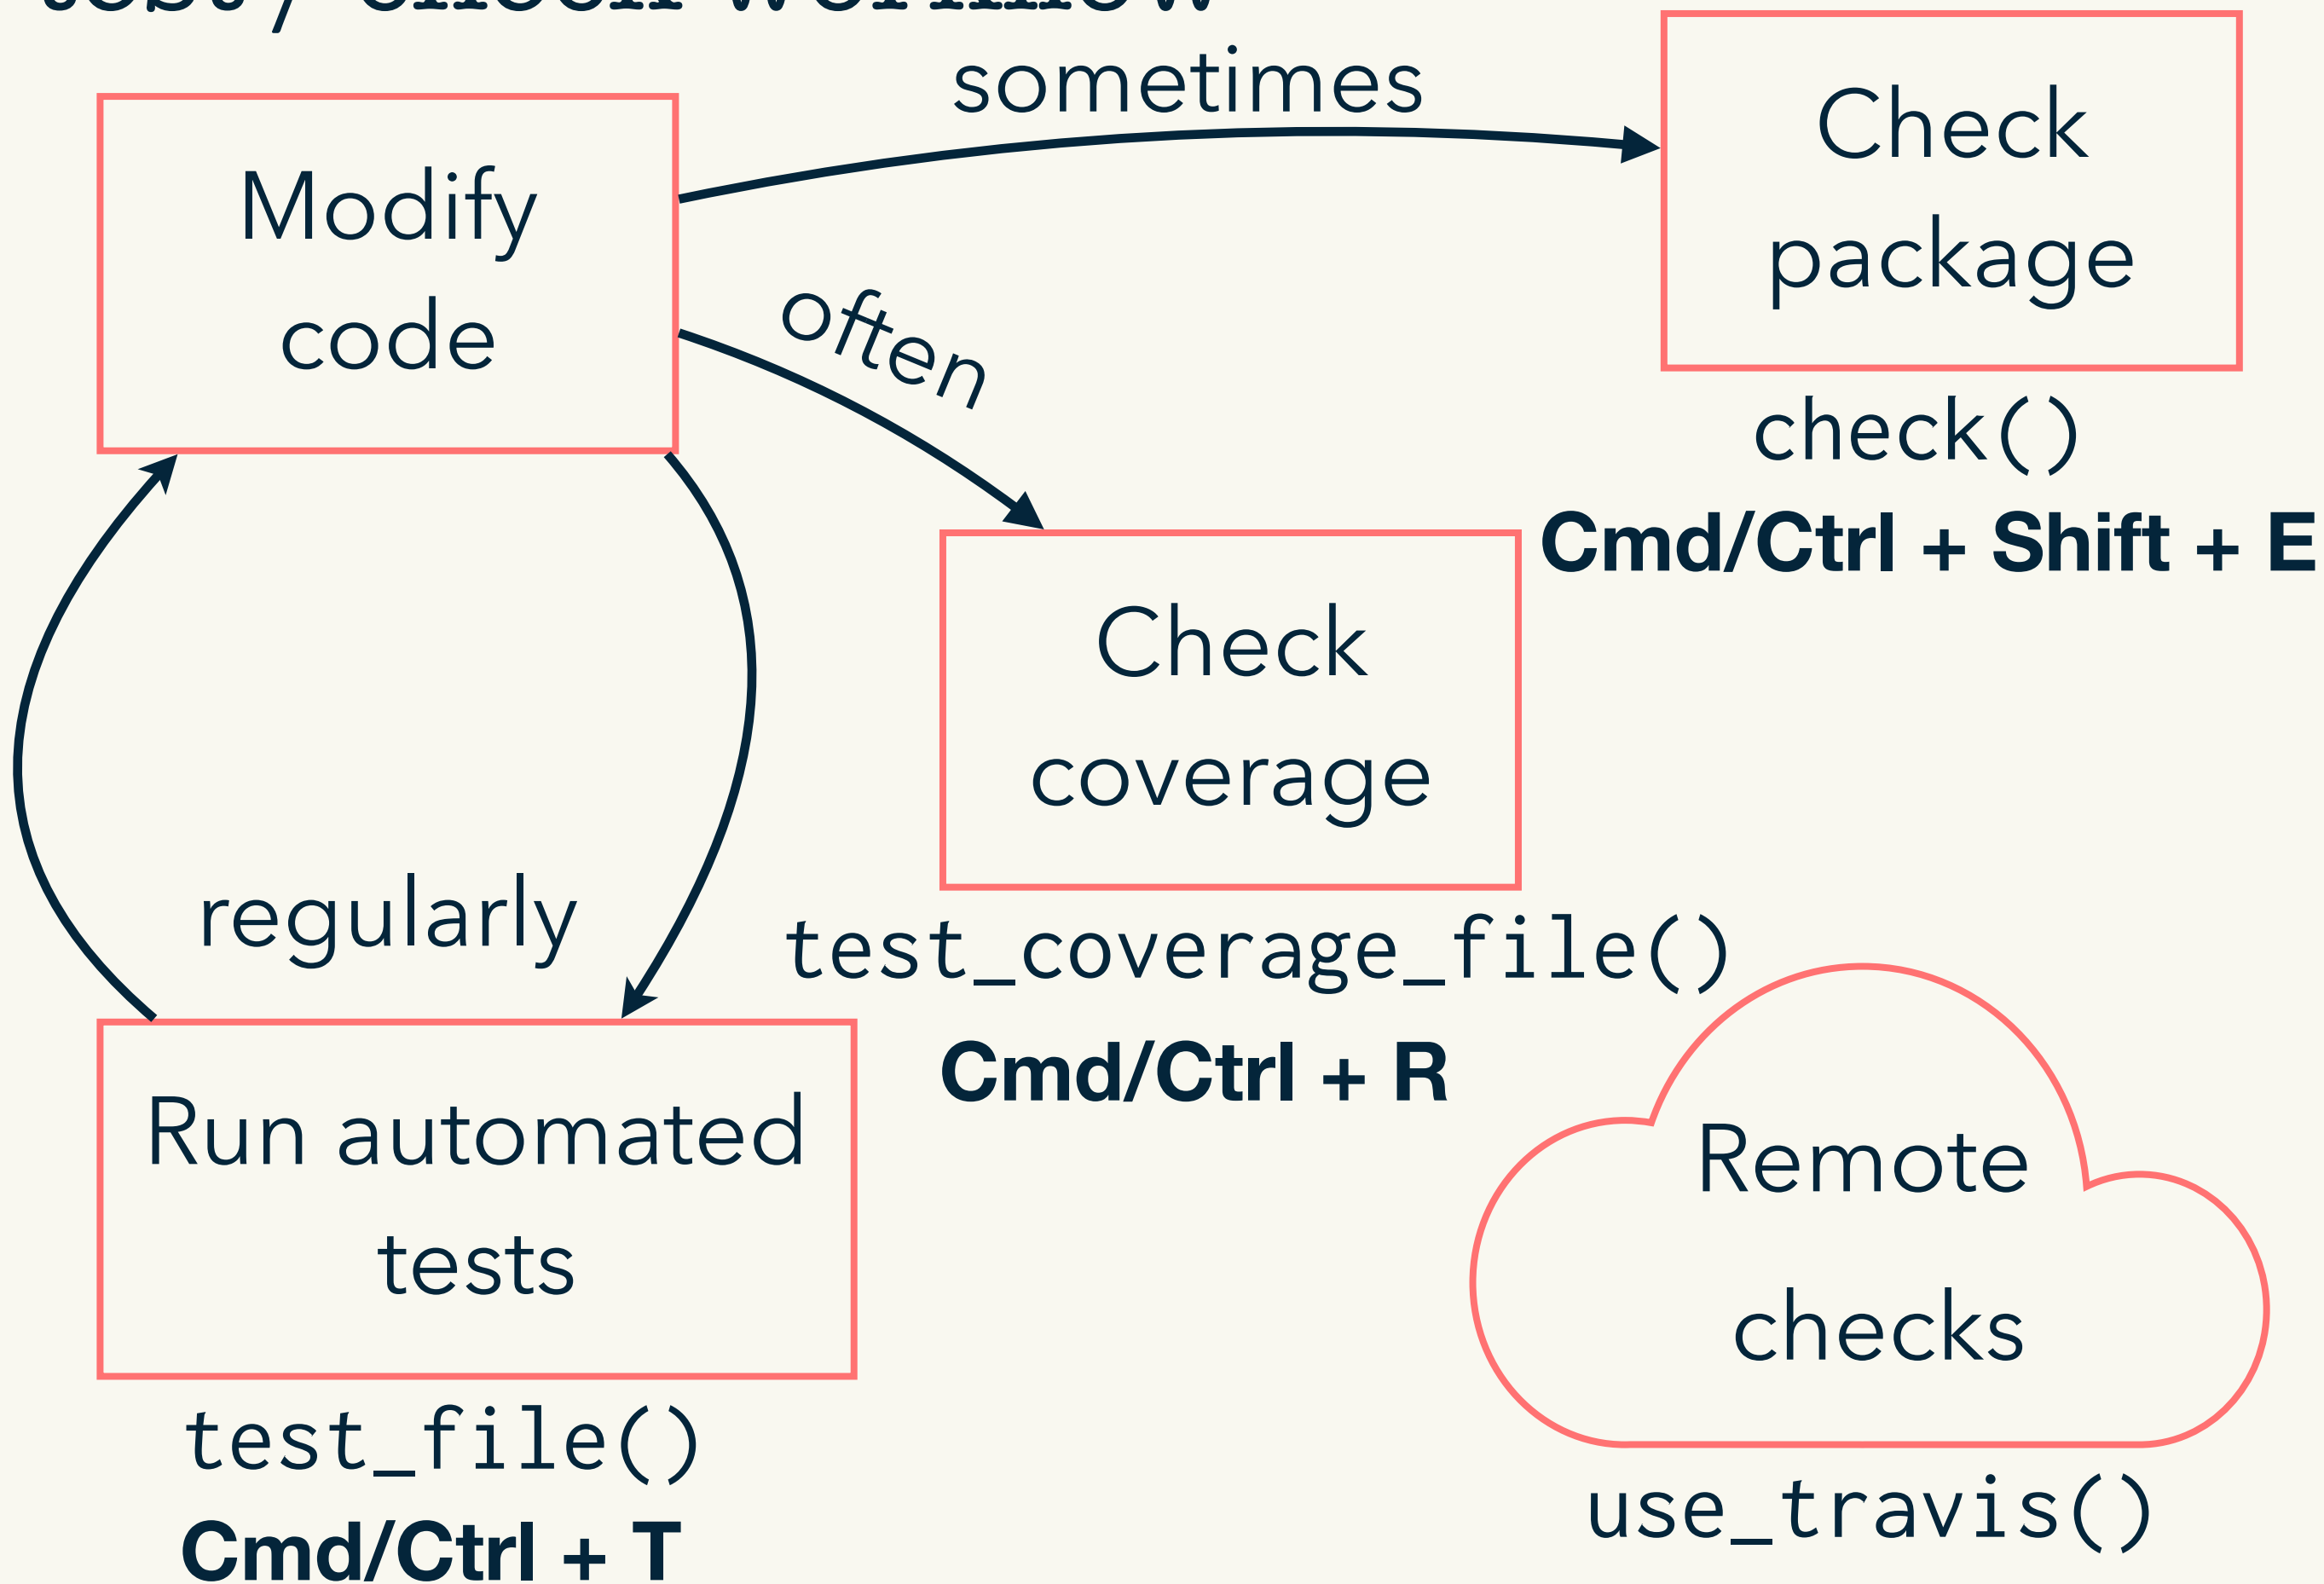 sometimes
Check
package
Modify
code
often
check()
Cmd/Ctrl + Shift + E
Check
coverage
regularly
test_coverage_file()
Cmd/Ctrl + R
Run automated
tests
Remote
checks
test_file()
use_travis()
Cmd/Ctrl + T